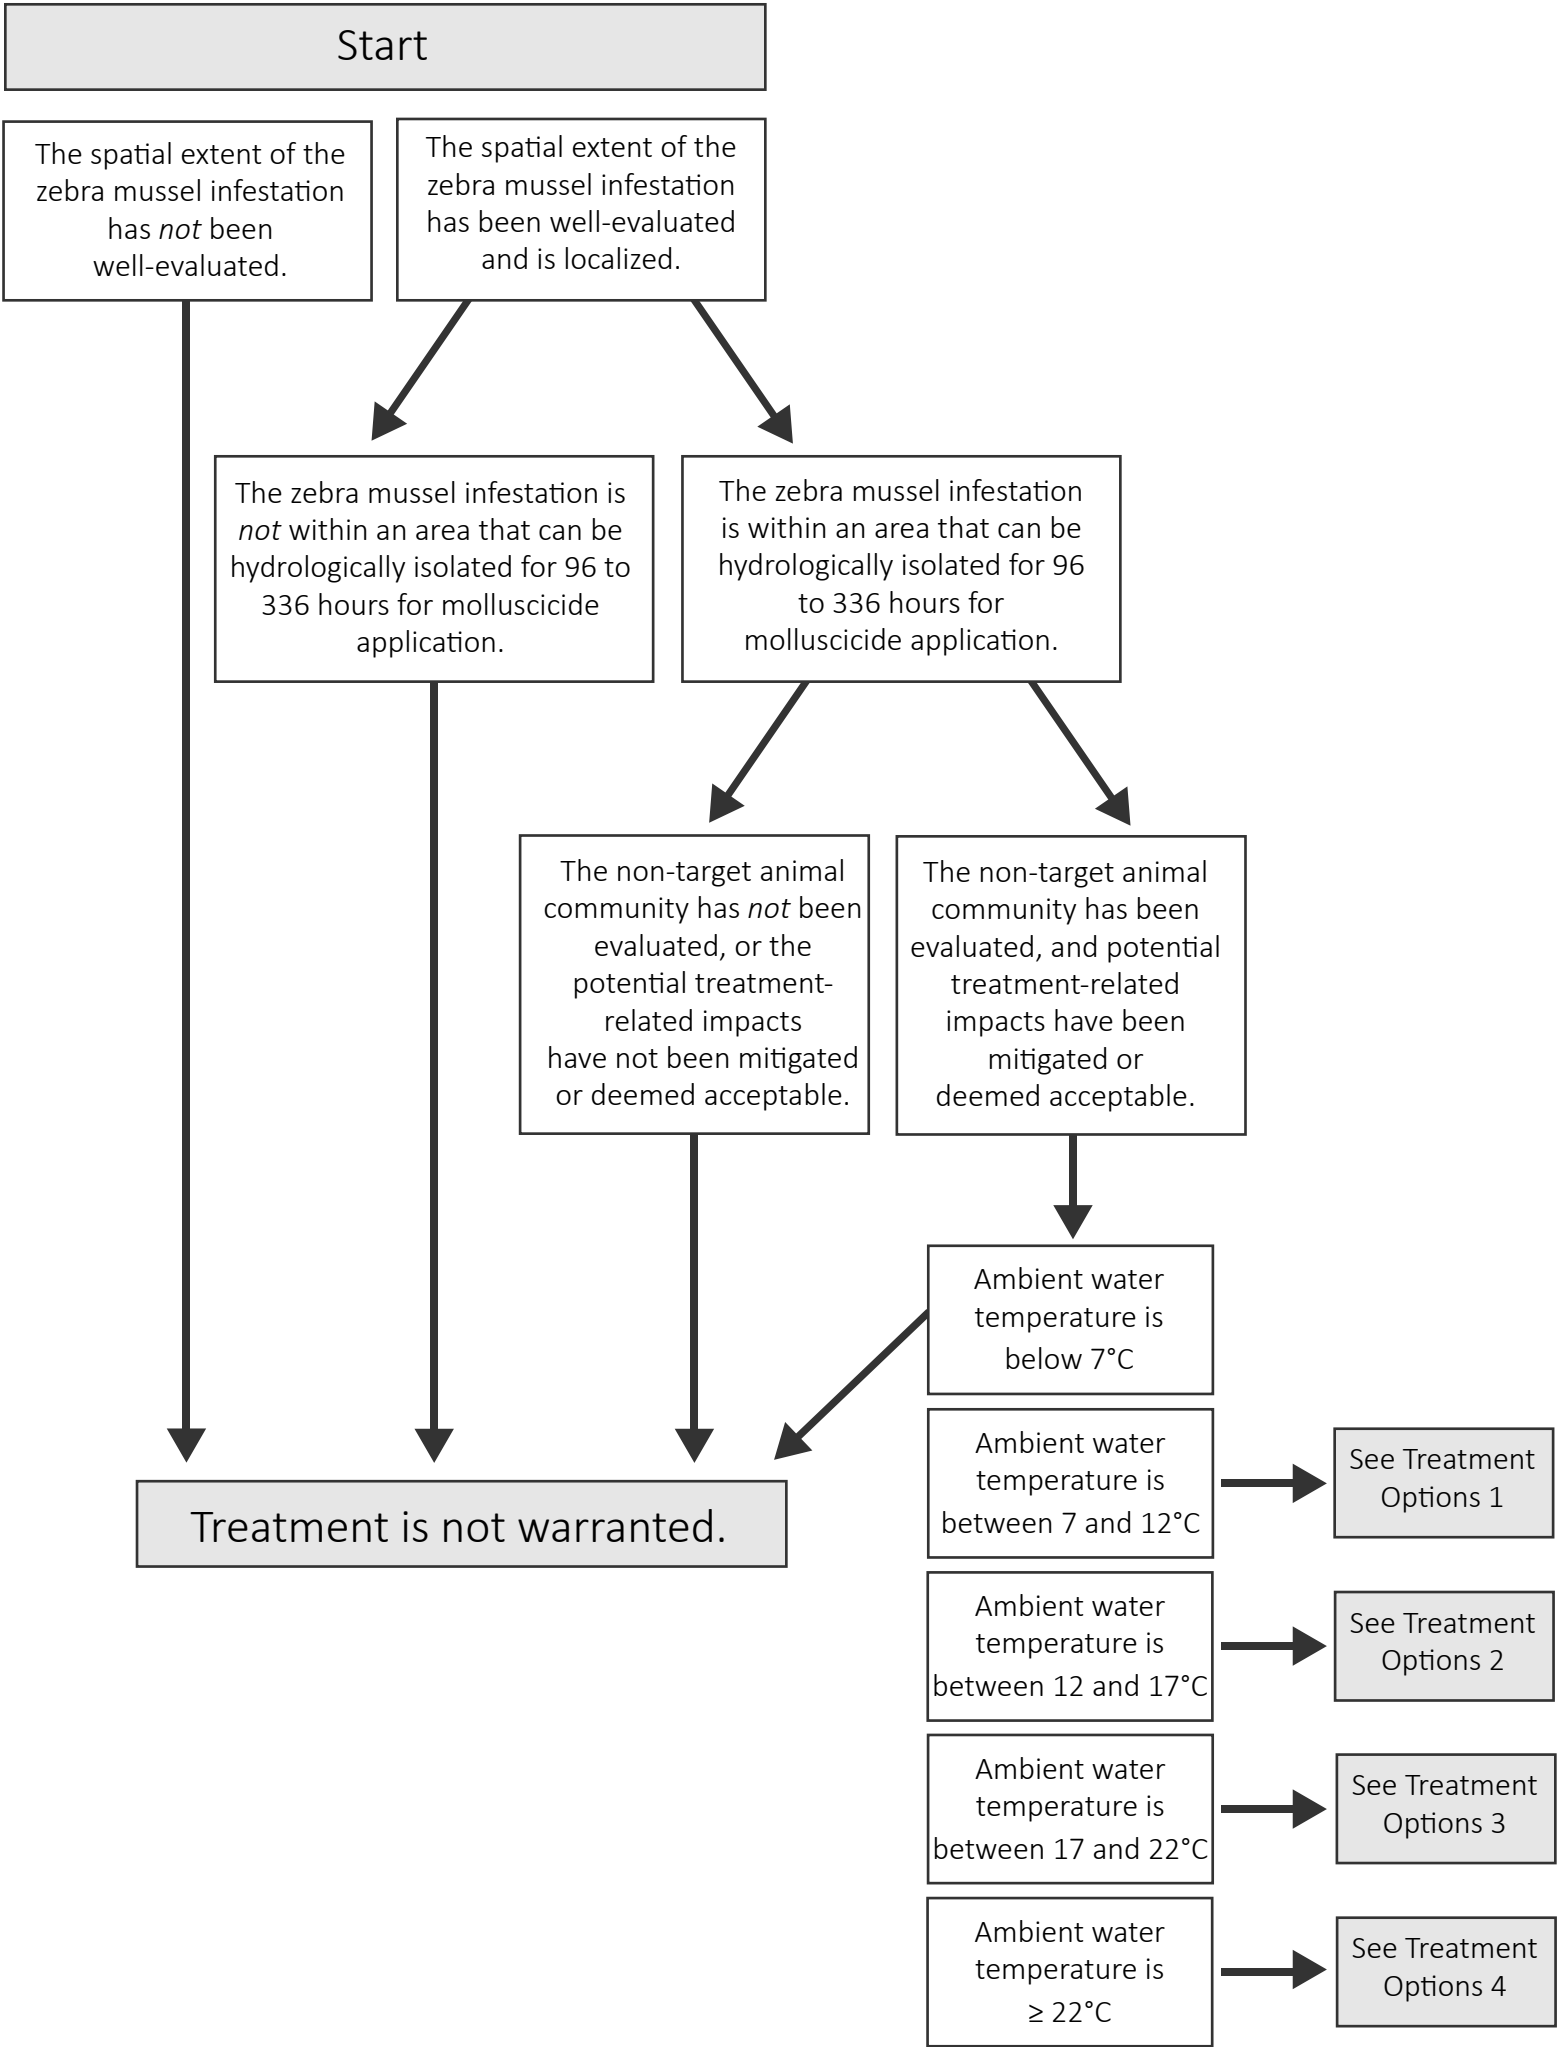 Start
The spatial extent of the
zebra mussel infestation
has not been
well-evaluated.
The spatial extent of the
zebra mussel infestation
has been well-evaluated
and is localized.
The zebra mussel infestation is
not within an area that can be
hydrologically isolated for 96 to
336 hours for molluscicide
application.
The zebra mussel infestation
is within an area that can be
hydrologically isolated for 96
to 336 hours for
molluscicide application.
The non-target animal
community has not been
evaluated, or the
potential treatment-
related impacts
have not been mitigated
or deemed acceptable.
The non-target animal
community has been
evaluated, and potential
treatment-related
impacts have been
mitigated or
deemed acceptable.
Ambient water
temperature is
below 7°C
Treatment is not warranted.
Ambient water
temperature is
between 7 and 12°C
See Treatment
Options 1
Ambient water
temperature is
between 12 and 17°C
See Treatment
Options 2
Ambient water
temperature is
between 17 and 22°C
See Treatment
Options 3
Ambient water
temperature is
≥ 22°C
See Treatment
Options 4